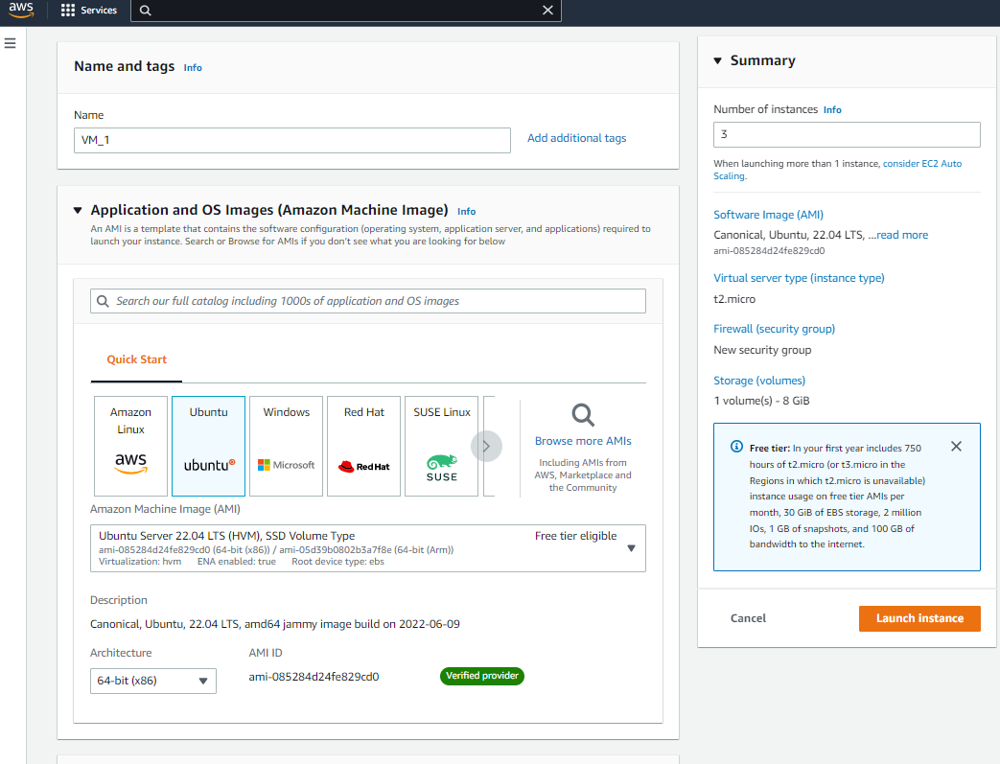 aws
Services
Name and tags Info
Name
VM_1
Add additional tags
Application and OS Images (Amazon Machine Image) Info
An AMI is a template that contains the software configuration (operating system, application server, and applications) required to
launch your instance. Search or Browse for AMIs if you don't see what you are looking for below
Search our full catalog including 1000s of application and OS images
Quick Start
Amazon
Linux
aws
Ubuntu
ubuntu
Windows
Microsoft
Red Hat
Red Hat
SUSE Linux
SUSE
Browse more AMIs
Including AMIs from
AWS, Marketplace and
the Community
Amazon Machine Image (AMI)
Ubuntu Server 22.04 LTS (HVM), SSD Volume Type
Free tier eligible
ami-085284d24fe829cd0 (64-bit (x86)) / ami-05d39b0802b3a7f8e (64-bit (Arm))
Virtualization: hvm ENA enabled: true Root device type: ebs
Description
Canonical, Ubuntu, 22.04 LTS, amd64 jammy image build on 2022-06-09
Architecture
64-bit (x86)
AMI ID
ami-085284d24fe829cd0
Verified provider
Summary
Number of instances Info
3
When launching more than 1 instance, consider EC2 Auto
Scaling.
Software Image (AMI)
Canonical, Ubuntu, 22.04 LTS, ...read more
ami-085284d24fe829cd0
Virtual server type (instance type)
t2.micro
Firewall (security group)
New security group
Storage (volumes)
1 volume(s) - 8 GiB
Free tier: In your first year includes 750
hours of t2.micro (or t3.micro in the
Regions in which t2.micro is unavailable)
instance usage on free tier AMIs per
month, 30 GiB of EBS storage, 2 million
IOs, 1 GB of snapshots, and 100 GB of
bandwidth to the internet.
Cancel
Launch instance